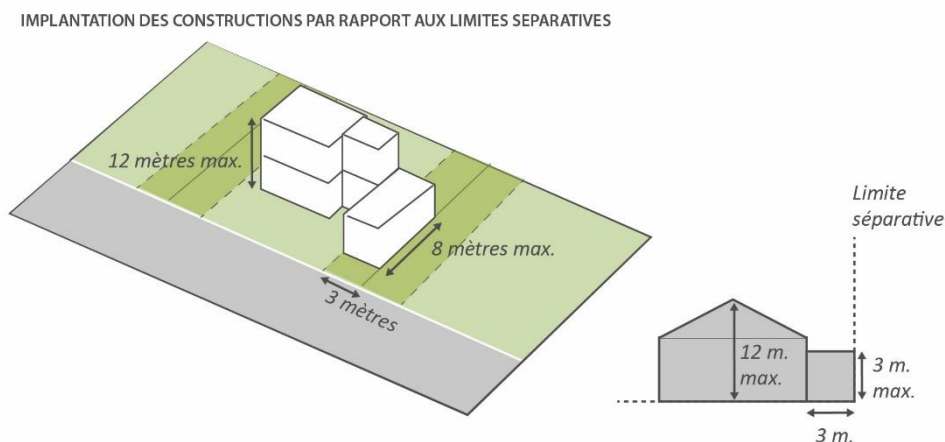 IMPLANTATION DES CONSTRUCTIONS PAR RAPPORT AUX LIMITES SEPARATIVES
12 mètres max.
8 mètres max.
3 mètres
Limite
séparative
12 m.
max.
3 m.
max.
3 m.